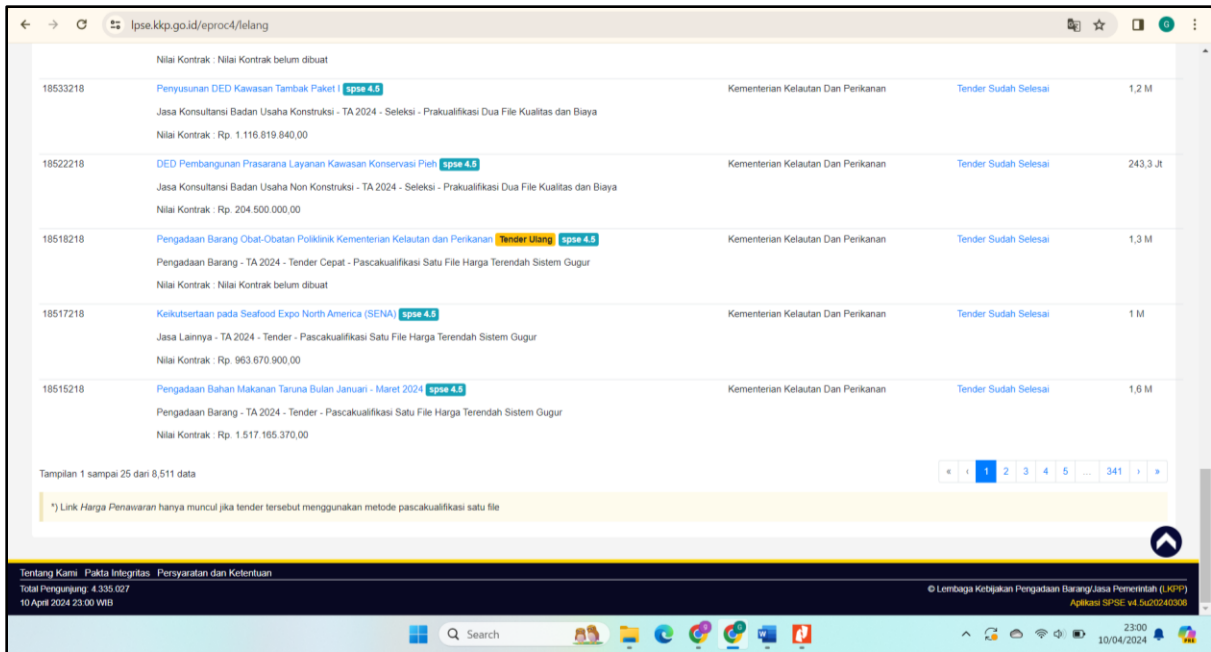 lpse.kkp.go.id/eproc4/lelang
G
Nilai Kontrak : Nilai Kontrak belum dibuat
18533218 Penyusunan DED Kawasan Tambak Paket I spse 4.5 Kementerian Kelautan Dan Perikanan Tender Sudah Selesai 1,2 M
Jasa Konsultansi Badan Usaha Konstruksi - TA 2024 - Seleksi - Prakualifikasi Dua File Kualitas dan Biaya
Nilai Kontrak : Rp. 1.116.819.840,00
18522218 DED Pembangunan Prasarana Layanan Kawasan Konservasi Pieh spse 4.5 Kementerian Kelautan Dan Perikanan Tender Sudah Selesai 243,3 Jt
Jasa Konsultansi Badan Usaha Non Konstruksi - TA 2024 - Seleksi - Prakualifikasi Dua File Kualitas dan Biaya
Nilai Kontrak : Rp. 204.500.000,00
18518218 Pengadaan Barang Obat-Obatan Poliklinik Kementerian Kelautan dan Perikanan Tender Ulang spse 4.5 Kementerian Kelautan Dan Perikanan Tender Sudah Selesai 1,3 M
Pengadaan Barang - TA 2024 - Tender Cepat - Pascakualifikasi Satu File Harga Terendah Sistem Gugur
Nilai Kontrak : Nilai Kontrak belum dibuat
18517218 Keikutsertaan pada Seafood Expo North America (SENA) spse 4.5 Kementerian Kelautan Dan Perikanan Tender Sudah Selesai 1 M
Jasa Lainnya - TA 2024 - Tender - Pascakualifikasi Satu File Harga Terendah Sistem Gugur
Nilai Kontrak : Rp. 963.670.900,00
18515218 Pengadaan Bahan Makanan Taruna Bulan Januari - Maret 2024 spse 4.5 Kementerian Kelautan Dan Perikanan Tender Sudah Selesai 1,6 M
Pengadaan Barang - TA 2024 - Tender - Pascakualifikasi Satu File Harga Terendah Sistem Gugur
Nilai Kontrak : Rp. 1.517.165.370,00
Tampilan 1 sampai 25 dari 8,511 data « ‹ 1 2 3 4 5 ... 341 › »
*) Link Harga Penawaran hanya muncul jika tender tersebut menggunakan metode pascakualifikasi satu file
Tentang Kami Pakta Integritas Persyaratan dan Ketentuan
Total Pengunjung: 4.335.027 © Lembaga Kebijakan Pengadaan Barang/Jasa Pemerintah (LKPP)
10 April 2024 23:00 WIB Aplikasi SPSE v4.5u20240308
Search 23:00
10/04/2024